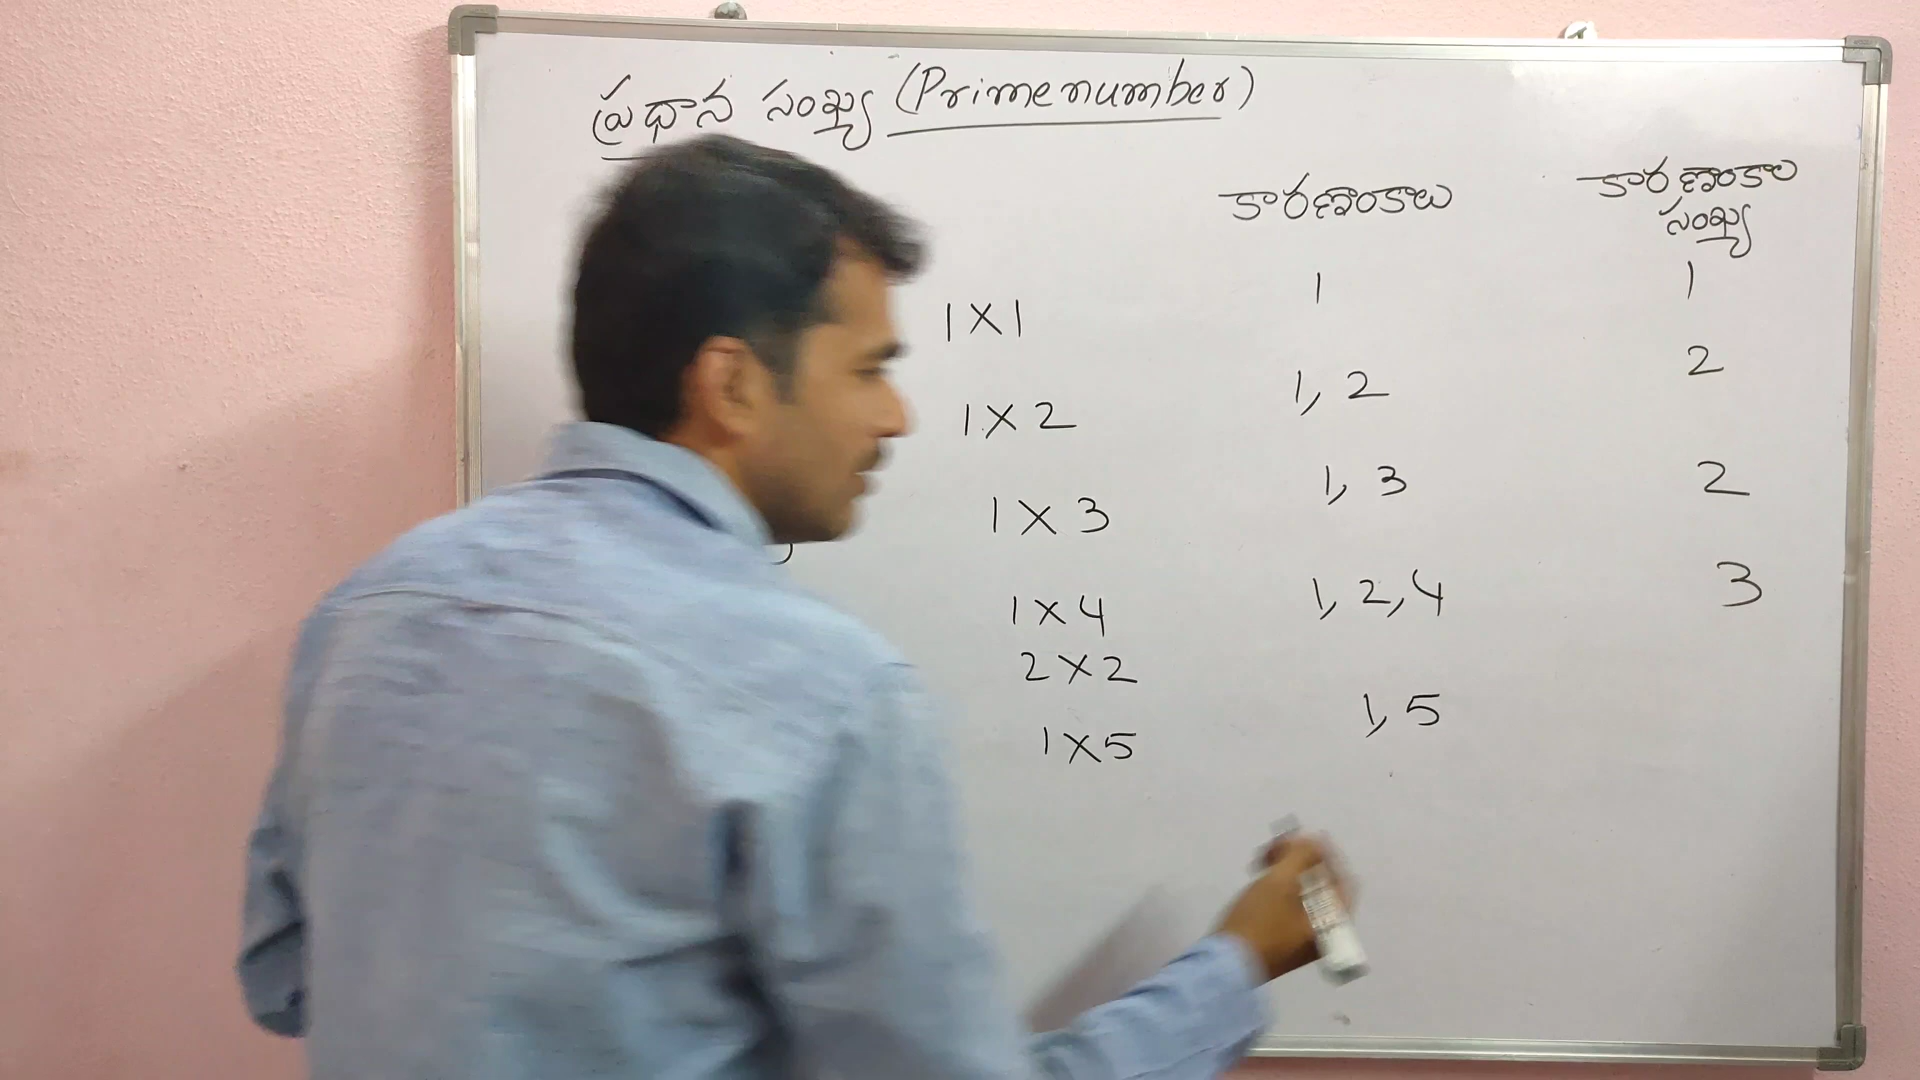 ప్రధాన సంఖ్య (Prime number)
కారణాంకాలు కారణాంకాల
సంఖ్య
1X1 1 1
1X2 1, 2 2
1X3 1, 3 2
1X4 1, 2, 4 3
2X2
1X5 1, 5